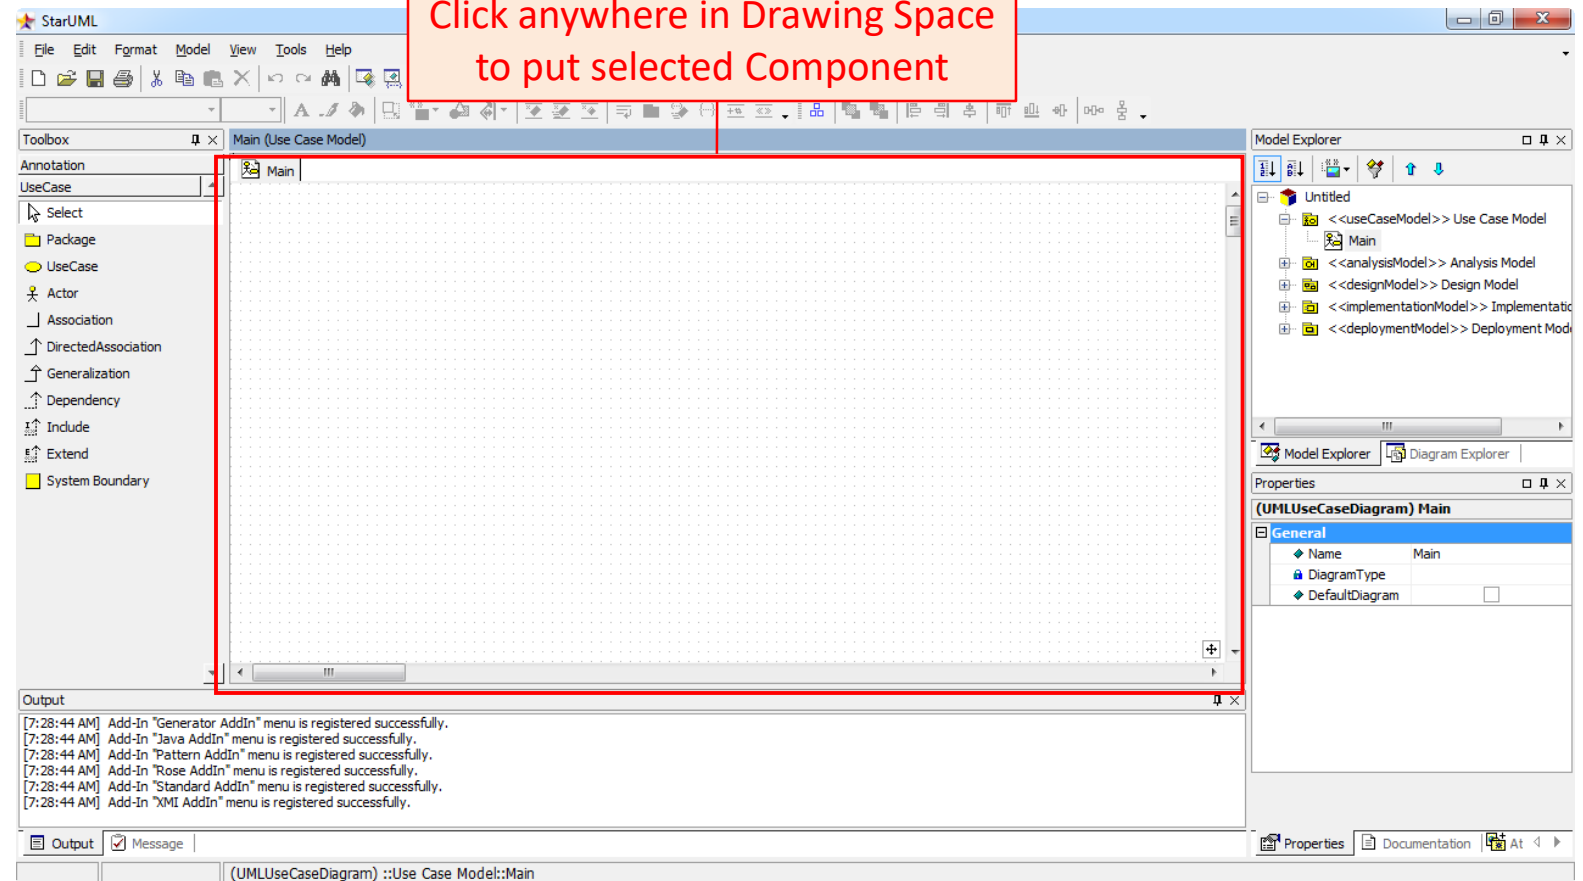 StarUML
Click anywhere in Drawing Space
to put selected Component
File Edit Format Model View Tools Help
Toolbox
Main (Use Case Model)
Model Explorer
Annotation
UseCase
Main
Select
Package
UseCase
Actor
Association
DirectedAssociation
Generalization
Dependency
Include
Extend
System Boundary
Untitled
<<useCaseModel>> Use Case Model
Main
<<analysisModel>> Analysis Model
<<designModel>> Design Model
<<implementationModel>> Implementatic
<<deploymentModel>> Deployment Mod
Model Explorer Diagram Explorer
Properties
(UMLUseCaseDiagram) Main
General
Name Main
DiagramType
DefaultDiagram
Output
[7:28:44 AM] Add-In "Generator AddIn" menu is registered successfully.
[7:28:44 AM] Add-In "Java AddIn" menu is registered successfully.
[7:28:44 AM] Add-In "Pattern AddIn" menu is registered successfully.
[7:28:44 AM] Add-In "Rose AddIn" menu is registered successfully.
[7:28:44 AM] Add-In "Standard AddIn" menu is registered successfully.
[7:28:44 AM] Add-In "XMI AddIn" menu is registered successfully.
Output Message
Properties Documentation At
(UMLUseCaseDiagram) ::Use Case Model::Main